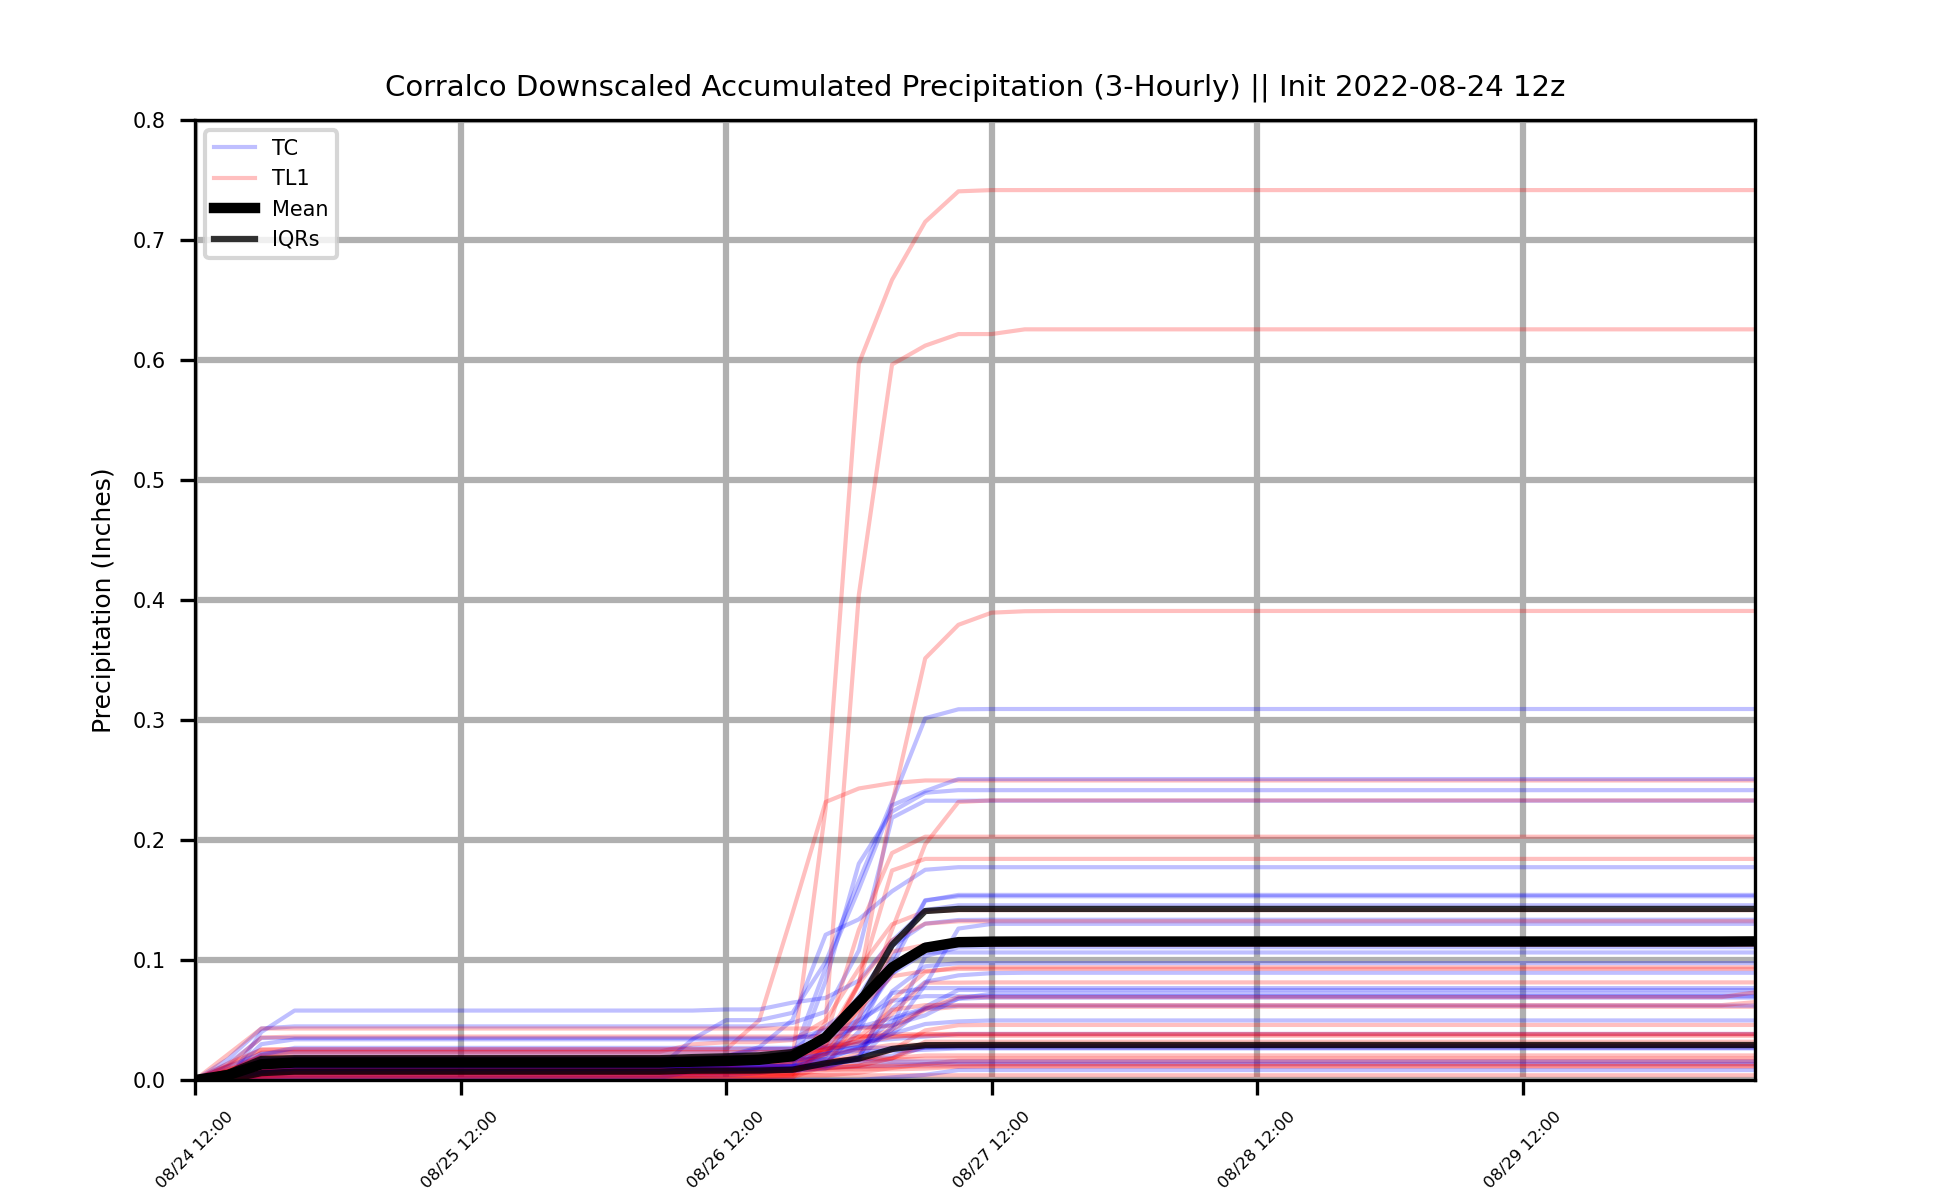 Corralco Downscaled Accumulated Precipitation (3-Hourly) || Init 2022-08-24 12z
TC
TL1
Mean
IQRs
Precipitation (Inches)
0.8
0.7
0.6
0.5
0.4
0.3
0.2
0.1
0.0
08/24 12:00
08/25 12:00
08/26 12:00
08/27 12:00
08/28 12:00
08/29 12:00